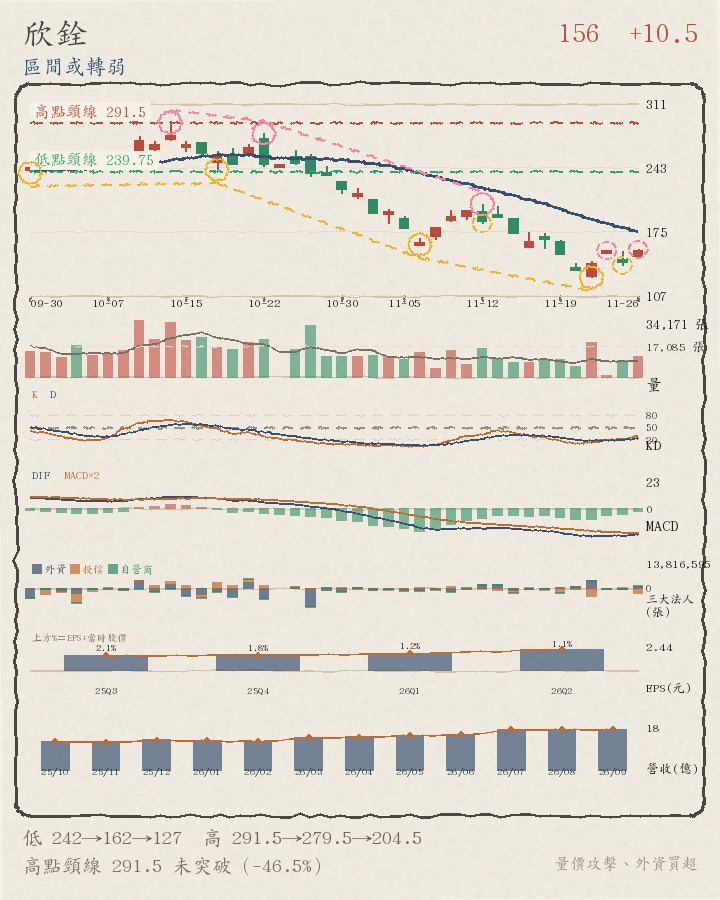 欣銓
156 +10.5
區間或轉弱
高點頸線 291.5
低點頸線 239.75
311
243
175
107
09-30 10-07 10-15 10-22 10-30 11-05 11-12 11-19 11-26
34,171 張
17,085 張
量
K D
80
50
20
KD
DIF MACD×2
23
0
MACD
外資 投信 自營商
13,816,595
0
三大法人
(張)
上方%=EPS÷當時股價
2.1% 1.8% 1.2% 1.1%
2.44
25Q3 25Q4 26Q1 26Q2
EPS(元)
18
25/10 25/11 25/12 26/01 26/02 26/03 26/04 26/05 26/06 26/07 26/08 26/09
營收(億)
低 242→162→127 高 291.5→279.5→204.5
高點頸線 291.5 未突破 (-46.5%)
量價攻擊、外資買超